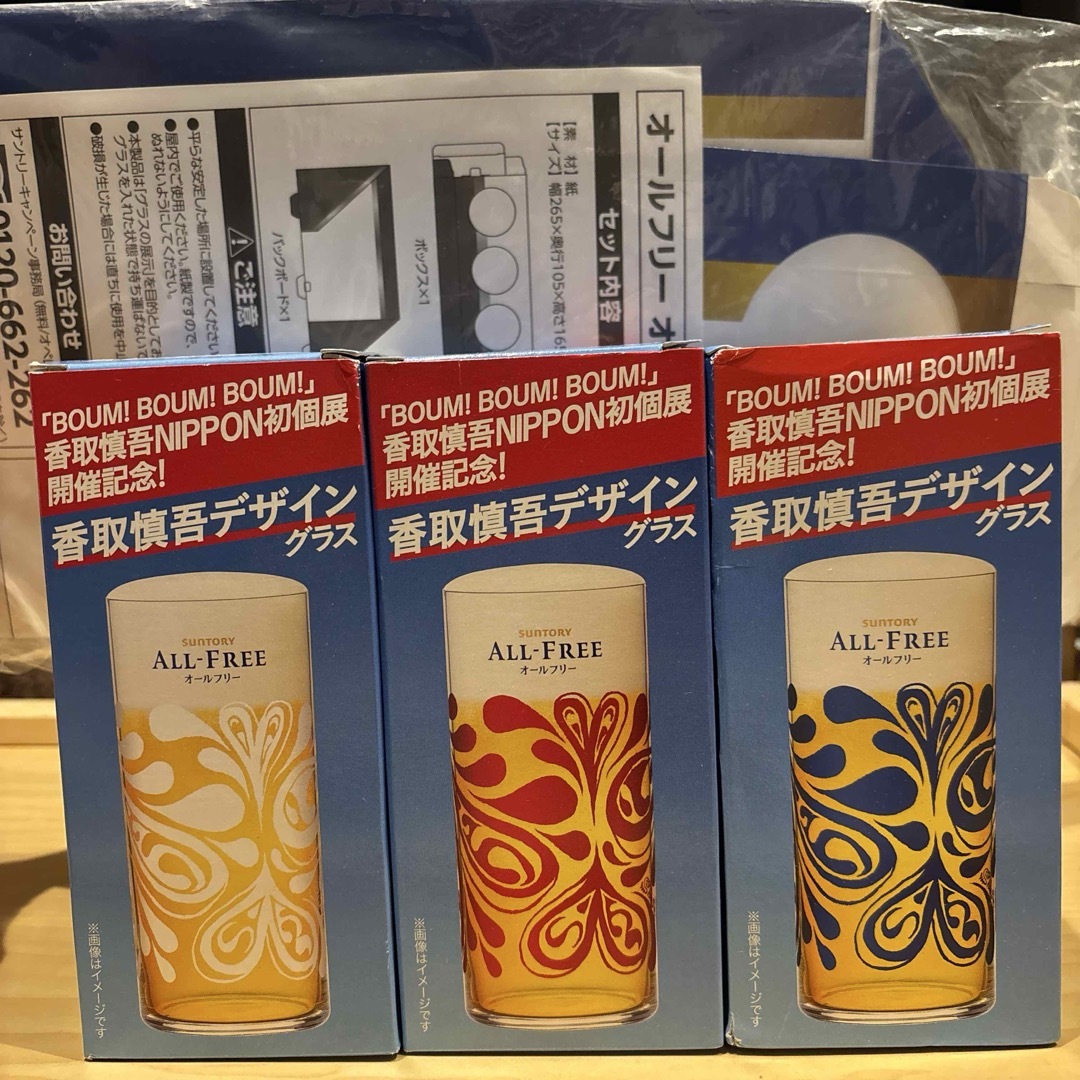 オールフリー オ
セット内容
【素　材】紙
【サイズ】幅265×奥行105×高さ16
ボックス×1
バックボード×1
ご注意
●平らな安定した場所に設置してください
●屋内でご使用ください。紙製ですので、
ぬれないようにしてください。
●本製品は「グラスの展示」を目的として
グラスを入れた状態で持ち運ばないで
●破損が生じた場合には直ちに使用を中
お問い合わせ
サントリーキャンペーン事務局
0120-662-262
「BOUM! BOUM! BOUM!」
香取慎吾NIPPON初個展
開催記念!
香取慎吾デザイン
グラス
SUNTORY
ALL-FREE
オールフリー
※画像はイメージです
「BOUM! BOUM! BOUM!」
香取慎吾NIPPON初個展
開催記念!
香取慎吾デザイン
グラス
SUNTORY
ALL-FREE
オールフリー
※画像はイメージです
「BOUM! BOUM! BOUM!」
香取慎吾NIPPON初個展
開催記念!
香取慎吾デザイン
グラス
SUNTORY
ALL-FREE
オールフリー
※画像はイメージです